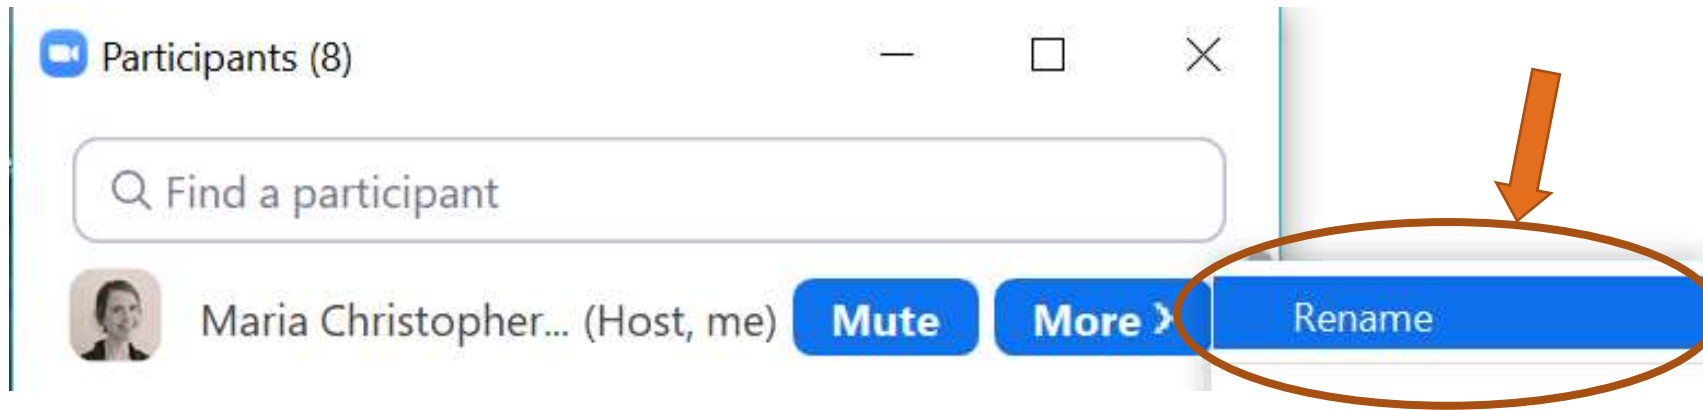 Participants (8)
Find a participant
Maria Christopher... (Host, me) Mute More Rename